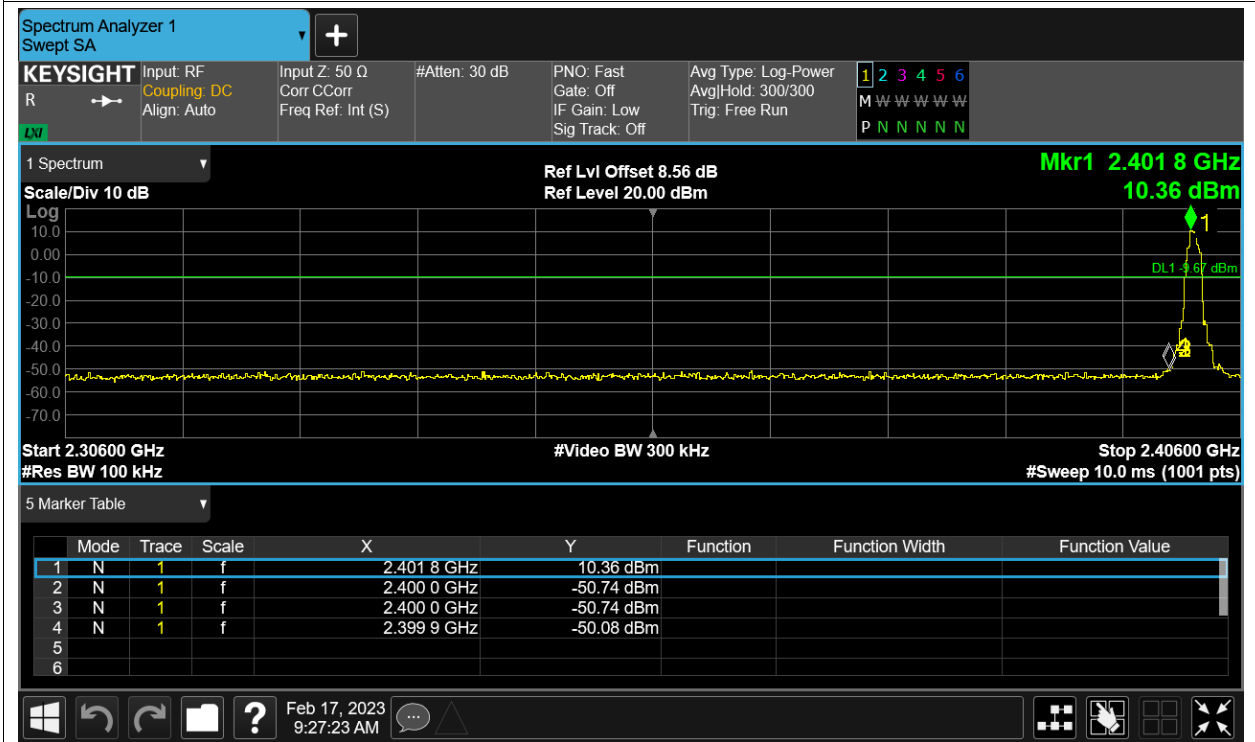 Spectrum Analyzer 1
Swept SA
KEYSIGHT
R
LXI
Input: RF
Coupling: DC
Align: Auto
Input Z: 50 Ω
Corr CCorr
Freq Ref: Int (S)
#Atten: 30 dB
PNO: Fast
Gate: Off
IF Gain: Low
Sig Track: Off
Avg Type: Log-Power
Avg|Hold: 300/300
Trig: Free Run
1 2 3 4 5 6
M W W W W W
P N N N N N
1 Spectrum
Scale/Div 10 dB
Ref Lvl Offset 8.56 dB
Ref Level 20.00 dBm
Mkr1 2.401 8 GHz
10.36 dBm
Log
10.0
0.00
-10.0
-20.0
-30.0
-40.0
-50.0
-60.0
-70.0
1
DL1 -9.67 dBm
Start 2.30600 GHz
#Res BW 100 kHz
#Video BW 300 kHz
Stop 2.40600 GHz
#Sweep 10.0 ms (1001 pts)
5 Marker Table
Mode Trace Scale X Y Function Function Width Function Value
1 N 1 f 2.401 8 GHz 10.36 dBm
2 N 1 f 2.400 0 GHz -50.74 dBm
3 N 1 f 2.400 0 GHz -50.74 dBm
4 N 1 f 2.399 9 GHz -50.08 dBm
5
6
?
Feb 17, 2023
9:27:23 AM